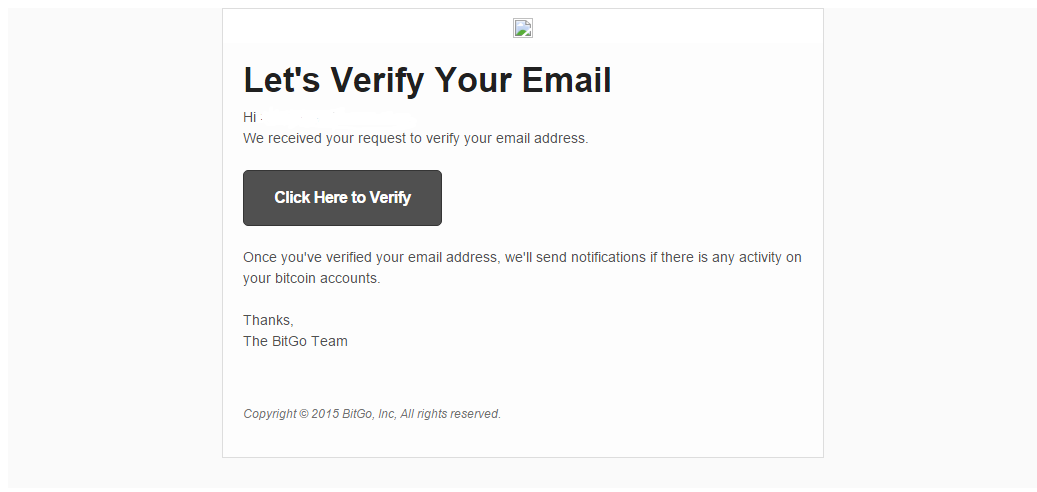 Let's Verify Your Email
Hi
We received your request to verify your email address.
Click Here to Verify
Once you've verified your email address, we'll send notifications if there is any activity on
your bitcoin accounts.
Thanks,
The BitGo Team
Copyright © 2015 BitGo, Inc, All rights reserved.